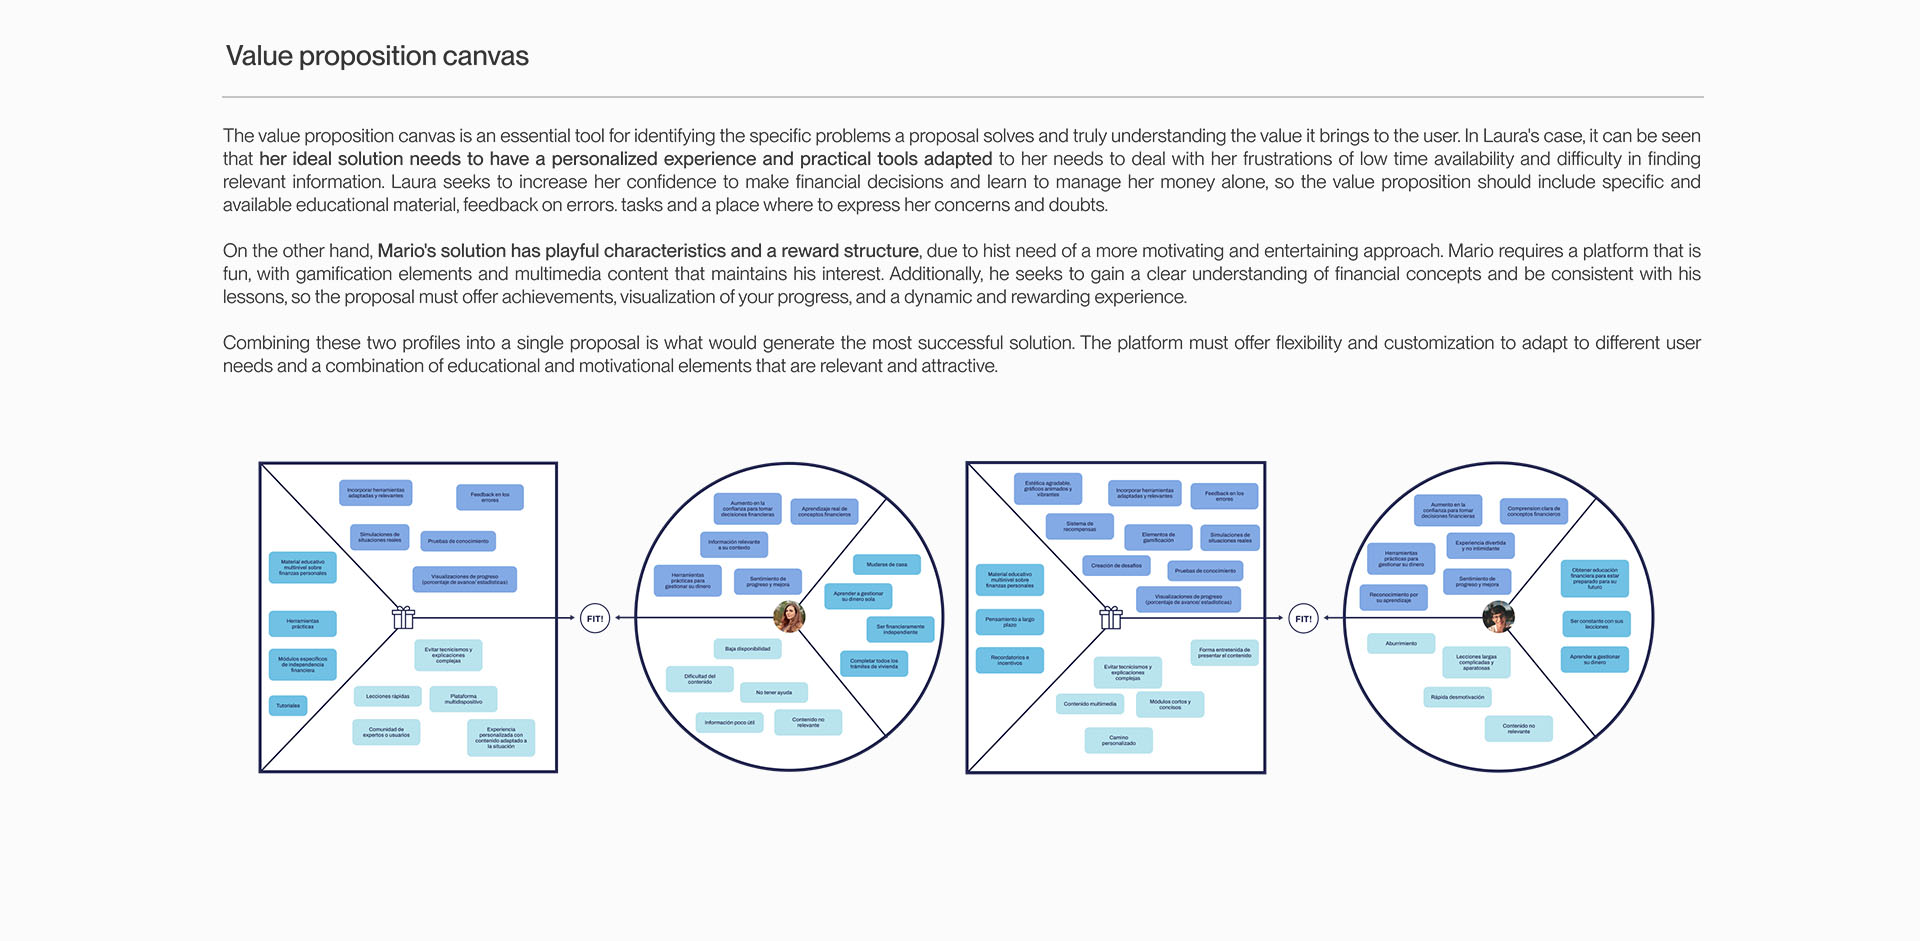 Value proposition canvas
The value proposition canvas is an essential tool for identifying the specific problems a proposal solves and truly understanding the value it brings to the user. In Laura's case, it can be seen
that her ideal solution needs to have a personalized experience and practical tools adapted to her needs to deal with her frustrations of low time availability and difficulty in finding
relevant information. Laura seeks to increase her confidence to make financial decisions and learn to manage her money alone, so the value proposition should include specific and
available educational material, feedback on errors. tasks and a place where to express her concerns and doubts.
On the other hand, Mario's solution has playful characteristics and a reward structure, due to hist need of a more motivating and entertaining approach. Mario requires a platform that is
fun, with gamification elements and multimedia content that maintains his interest. Additionally, he seeks to gain a clear understanding of financial concepts and be consistent with his
lessons, so the proposal must offer achievements, visualization of your progress, and a dynamic and rewarding experience.
Combining these two profiles into a single proposal is what would generate the most successful solution. The platform must offer flexibility and customization to adapt to different user
needs and a combination of educational and motivational elements that are relevant and attractive.
Incorporar herramientas
adaptadas y relevantes
Feedback en los
errores
Simulaciones de
situaciones reales
Pruebas de conocimiento
Visualizaciones de progreso
(porcentaje de avance/ estadísticas)
Material educativo
multinivel sobre
finanzas personales
Herramientas
prácticas
Módulos específicos
de independencia
financiera
Tutoriales
Evitar tecnicismos y
explicaciones
complejas
Lecciones rápidas
Plataforma
multidispositivo
Comunidad de
expertos o usuarios
Experiencia
personalizada con
contenido adaptado a
la situación
FIT!
Aumento en la
confianza para tomar
decisiones financieras
Aprendizaje real de
conceptos financieros
Información relevante
a su contexto
Herramientas
prácticas para
gestionar su dinero
Sentimiento de
progreso y mejora
Mudarse de casa
Aprender a gestionar
su dinero sola
Ser financieramente
independiente
Completar todos los
trámites de vivienda
Baja disponibilidad
Dificultad del
contenido
No tener ayuda
Información poco útil
Contenido no
relevante
Estética agradable,
gráficos animados y
vibrantes
Incorporar herramientas
adaptadas y relevantes
Feedback en los
errores
Sistema de
recompensas
Elementos de
gamificación
Simulaciones de
situaciones reales
Creación de desafíos
Pruebas de conocimiento
Visualizaciones de progreso
(porcentaje de avance/ estadísticas)
Material educativo
multinivel sobre
finanzas personales
Pensamiento a largo
plazo
Recordatorios e
incentivos
Forma entretenida de
presentar el contenido
Evitar tecnicismos y
explicaciones
complejas
Contenido multimedia
Módulos cortos y
concisos
Camino
personalizado
FIT!
Aumento en la
confianza para tomar
decisiones financieras
Comprension clara de
conceptos financieros
Herramientas
prácticas para
gestionar su dinero
Experiencia divertida
y no intimidante
Sentimiento de
progreso y mejora
Reconocimiento por
su aprendizaje
Obtener educación
financiera para estar
preparado para su
futuro
Ser constante con sus
lecciones
Aprender a gestionar
su dinero
Aburrimiento
Lecciones largas
complicadas y
aparatosas
Rápida desmotivación
Contenido no
relevante